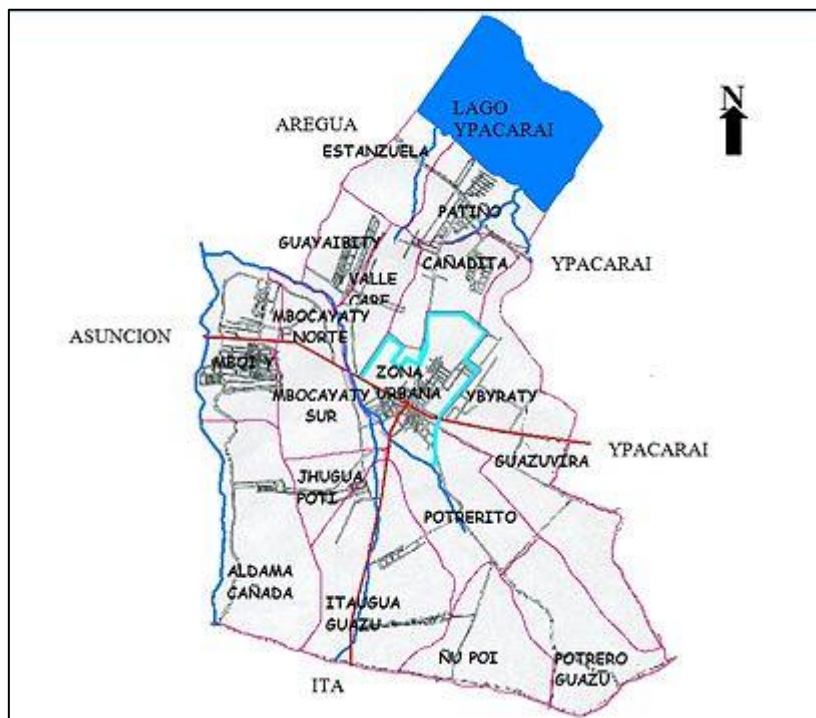 N
LAGO
YPACARAI
AREGUA
ESTANZUELA
PATIÑO
GUAYAIBITY
CAÑADITA
YPACARAI
VALLE
CARE
MBOCAYATY
NORTE
ASUNCION
MBOI Y
ZONA
URBANA
MBOCAYATY
SUR
YBYRATY
YPACARAI
GUAZUVIRA
JHUGUA
POTI
POTRERITO
ALDAMA
CAÑADA
ITAUGUA
GUAZU
ÑU POI
POTRERO
GUAZU
ITA